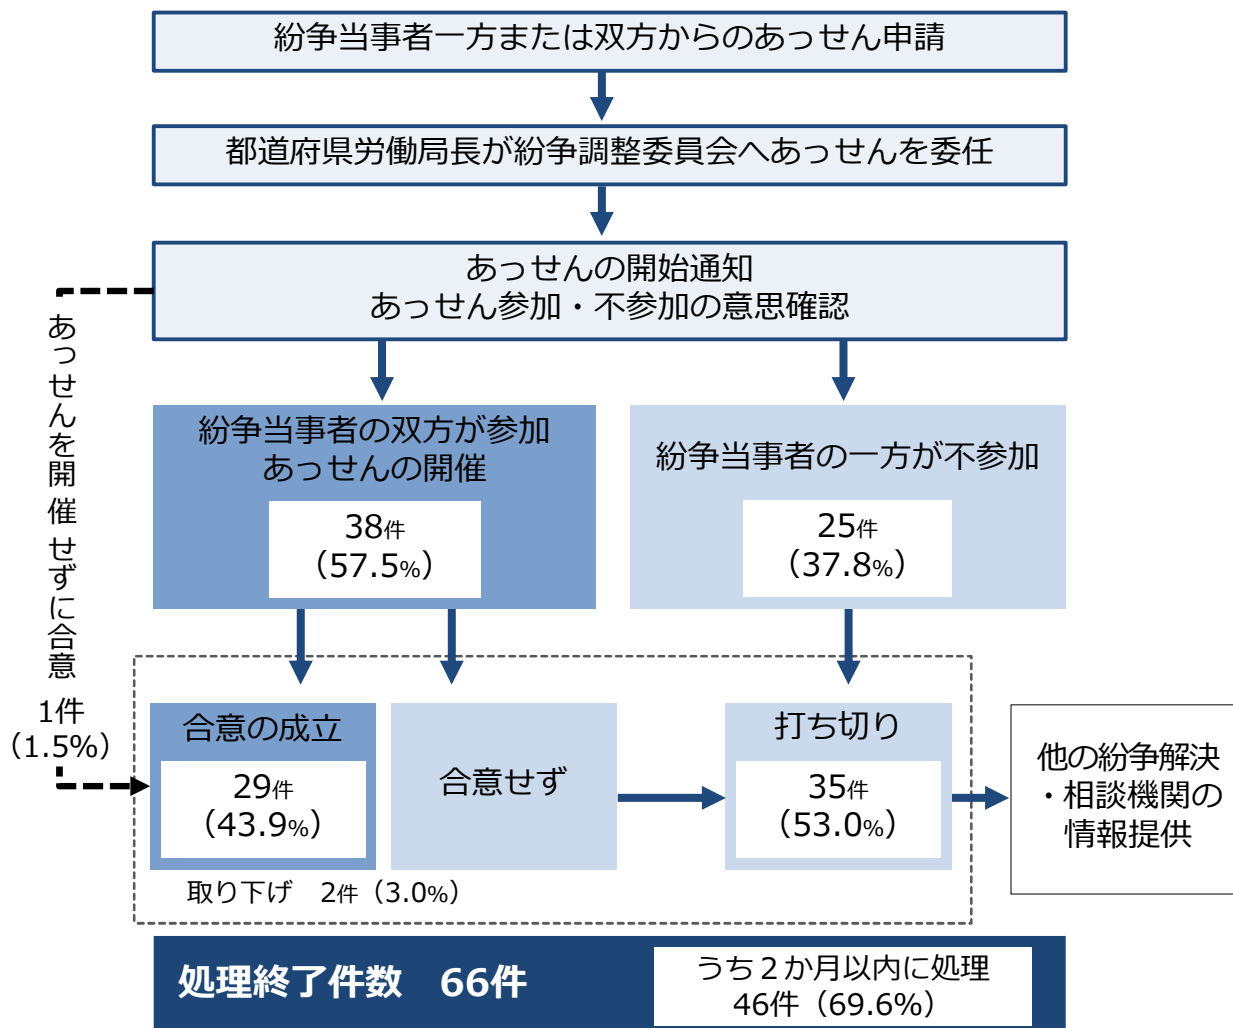 紛争当事者一方または双方からのあっせん申請
都道府県労働局長が紛争調整委員会へあっせんを委任
あっせんの開始通知
あっせん参加・不参加の意思確認
あっせんを開催せずに合意
1件
（1.5%）
紛争当事者の双方が参加
あっせんの開催
38件
（57.5%）
紛争当事者の一方が不参加
25件
（37.8%）
合意の成立
29件
（43.9%）
合意せず
打ち切り
35件
（53.0%）
他の紛争解決
・相談機関の
情報提供
取り下げ　2件（3.0%）
処理終了件数　66件
うち２か月以内に処理
46件（69.6%）